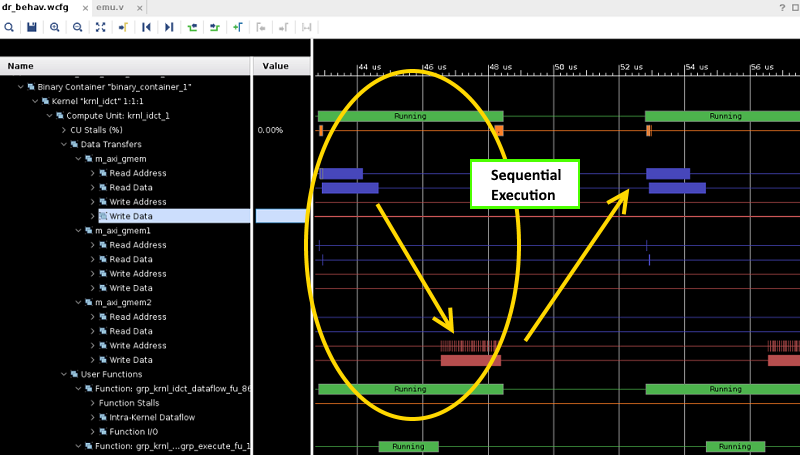 dr_behav.wcfg × emu.v ×
Name Value
44 us 46 us 48 us 50 us 52 us 54 us 56 us
Binary Container "binary_container_1"
Kernel "krnl_idct" 1:1:1
Compute Unit: krnl_idct_1 Running Running
CU Stalls (%) 0.00%
Data Transfers
m_axi_gmem
Read Address
Read Data
Write Address
Write Data
Sequential
Execution
m_axi_gmem1
Read Address
Read Data
Write Address
Write Data
m_axi_gmem2
Read Address
Read Data
Write Address
Write Data
User Functions
Function: grp_krnl_idct_dataflow_fu_86 Running Running
Function Stalls
Intra-Kernel Dataflow
Function I/O
Function: grp_krnl_...grp_execute_fu_1 Running Running